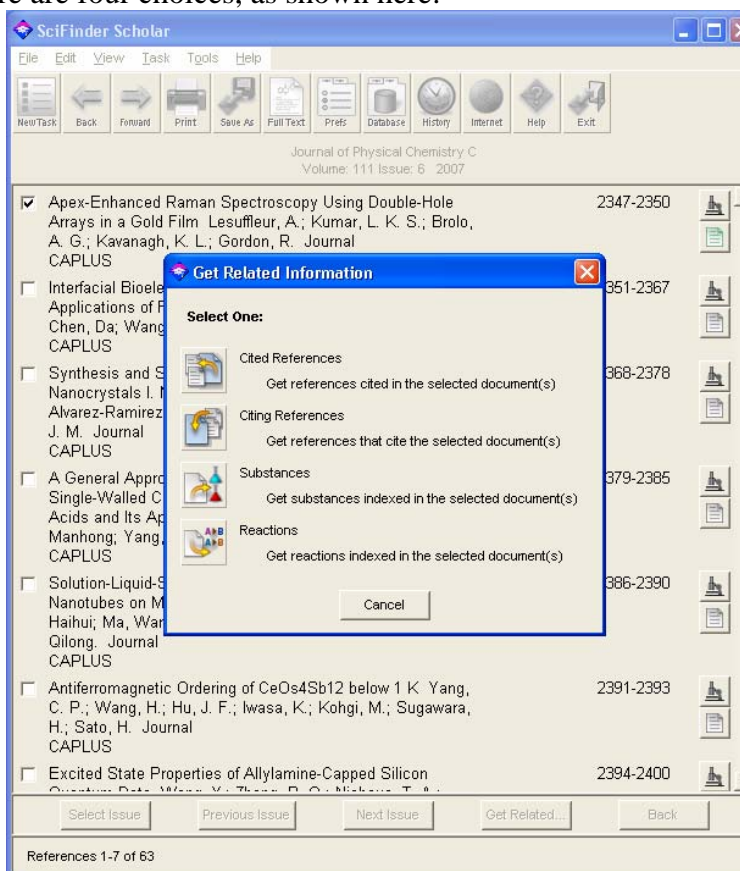 re are four choices, as shown here:
SciFinder Scholar
File Edit View Task Tools Help
NewTask Back Forward Print Save As Full Text Prefs Database History Internet Help Exit
Journal of Physical Chemistry C
Volume: 111 Issue: 6 2007
Apex-Enhanced Raman Spectroscopy Using Double-Hole 2347-2350
Arrays in a Gold Film Lesuffleur, A.; Kumar, L. K. S.; Brolo,
A. G.; Kavanagh, K. L.; Gordon, R. Journal
CAPLUS
Get Related Information
Interfacial Bioele 351-2367
Applications of F
Chen, Da; Wang
CAPLUS
Select One:
Synthesis and S 368-2378
Nanocrystals I. N
Alvarez-Ramirez
J. M. Journal
CAPLUS
Cited References
Get references cited in the selected document(s)
Citing References
Get references that cite the selected document(s)
A General Appro 379-2385
Single-Walled C
Acids and Its Ap
Manhong; Yang,
CAPLUS
Substances
Get substances indexed in the selected document(s)
Reactions
Get reactions indexed in the selected document(s)
Cancel
Solution-Liquid-S 386-2390
Nanotubes on M
Haihui; Ma, War
Qilong. Journal
CAPLUS
Antiferromagnetic Ordering of CeOs4Sb12 below 1 K Yang, 2391-2393
C. P.; Wang, H.; Hu, J. F.; Iwasa, K.; Kohgi, M.; Sugawara,
H.; Sato, H. Journal
CAPLUS
Excited State Properties of Allylamine-Capped Silicon 2394-2400
Select Issue Previous Issue Next Issue Get Related... Back
References 1-7 of 63